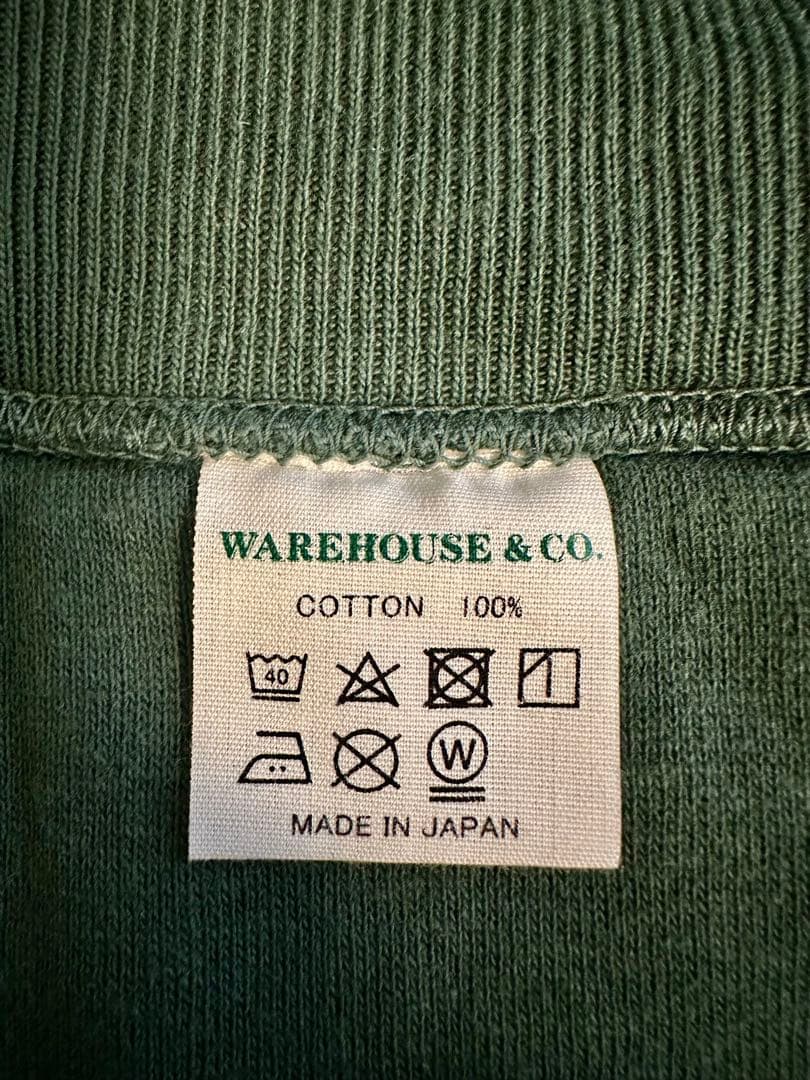 WAREHOUSE & CO.
COTTON 100%
40
W
MADE IN JAPAN